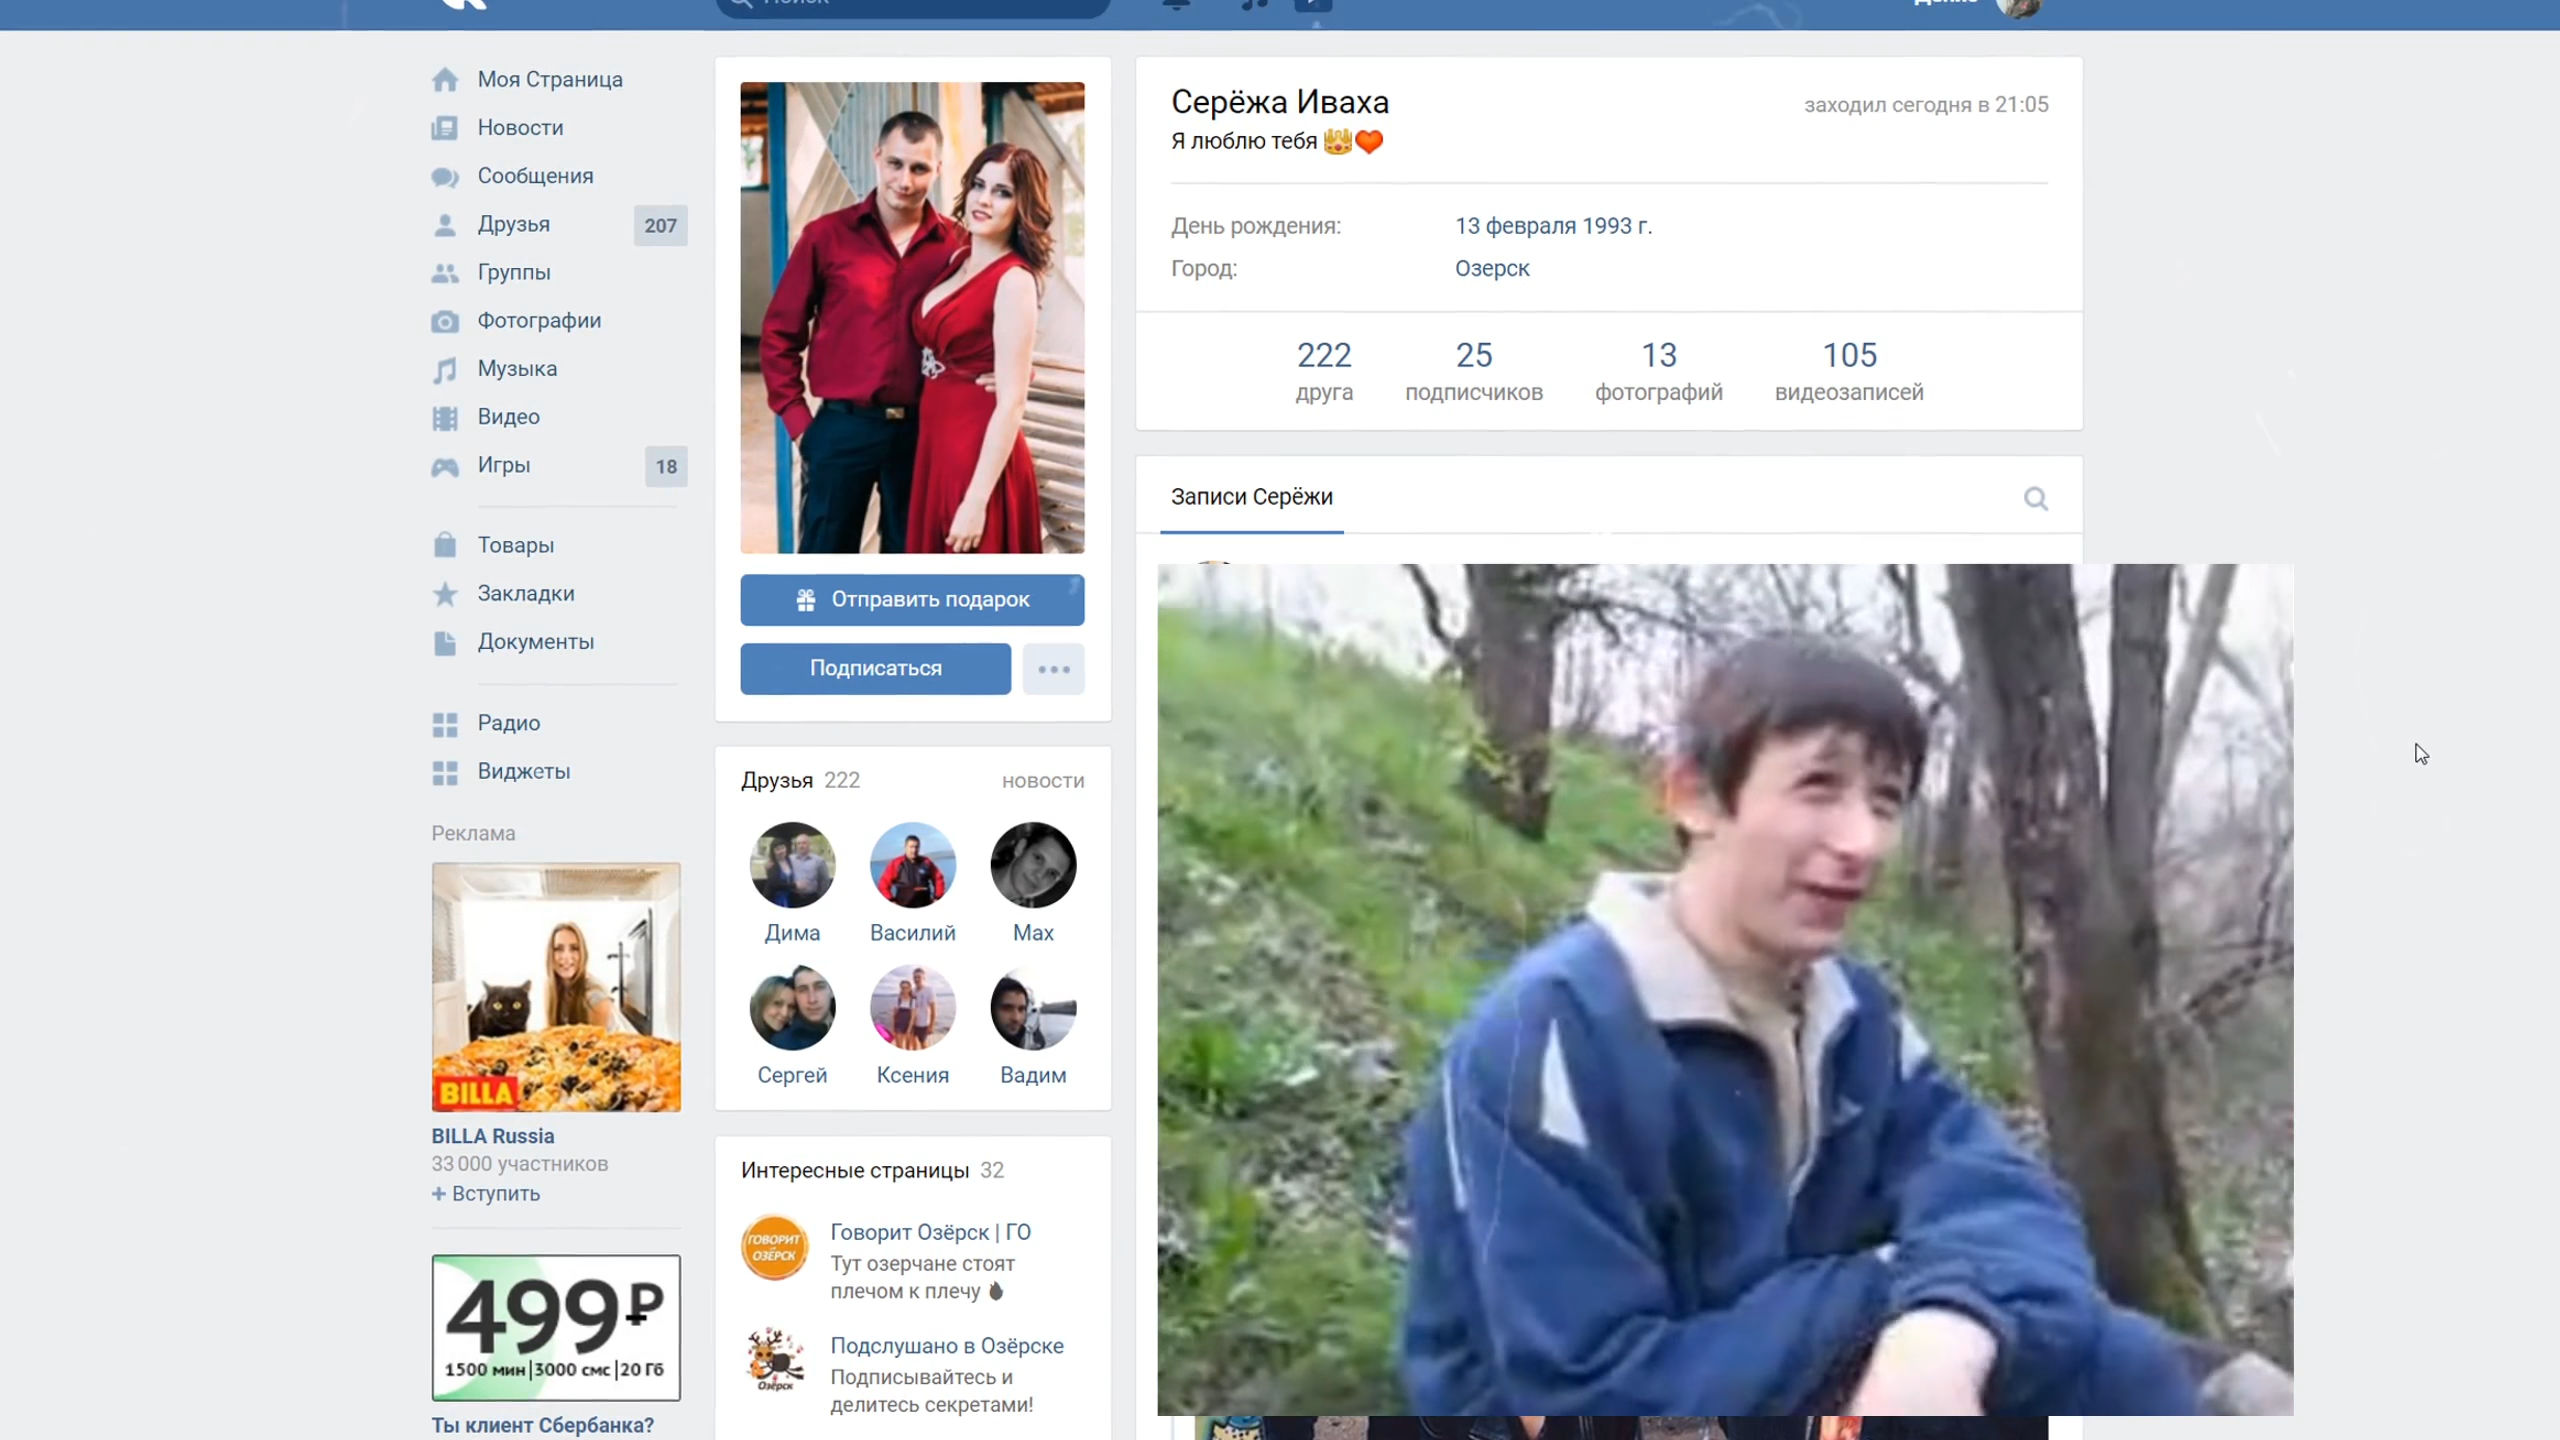 Моя Страница
Новости
Сообщения
Друзья 207
Группы
Фотографии
Музыка
Видео
Игры 18
Товары
Закладки
Документы
Радио
Виджеты
Реклама
BILLA
BILLA Russia
33 000 участников
+ Вступить
499₽
1500 мин|3000 смс|20 Гб
Ты клиент Сбербанка?
Отправить подарок
Подписаться
Друзья 222 новости
Дима Василий Max
Сергей Ксения Вадим
Интересные страницы 32
ГОВОРИТ
ОЗЁРСК
Говорит Озёрск | ГО
Тут озерчане стоят
плечом к плечу
Озёрск
Подслушано в Озёрске
Подписывайтесь и
делитесь секретами!
Серёжа Иваха
заходил сегодня в 21:05
Я люблю тебя
День рождения: 13 февраля 1993 г.
Город: Озерск
222 25 13 105
друга подписчиков фотографий видеозаписей
Записи Серёжи